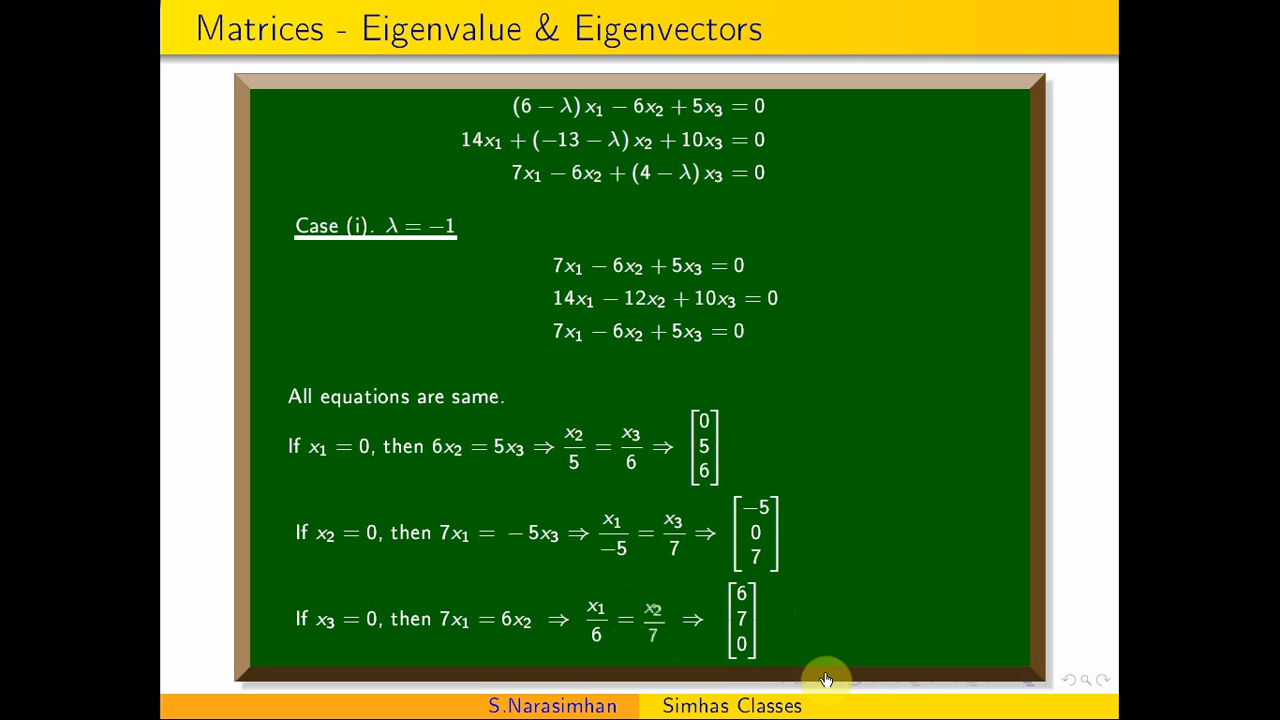 Matrices - Eigenvalue & Eigenvectors
(6 − λ) x₁ − 6x₂ + 5x₃ = 0
14x₁ + (−13 − λ) x₂ + 10x₃ = 0
7x₁ − 6x₂ + (4 − λ) x₃ = 0
Case (i). λ = −1
7x₁ − 6x₂ + 5x₃ = 0
14x₁ − 12x₂ + 10x₃ = 0
7x₁ − 6x₂ + 5x₃ = 0
All equations are same.
If x₁ = 0, then 6x₂ = 5x₃ ⇒ x₂/5 = x₃/6 ⇒ [0 5 6]
If x₂ = 0, then 7x₁ = −5x₃ ⇒ x₁/−5 = x₃/7 ⇒ [−5 0 7]
If x₃ = 0, then 7x₁ = 6x₂ ⇒ x₁/6 = x₂/7 ⇒ [6 7 0]
S.Narasimhan Simhas Classes